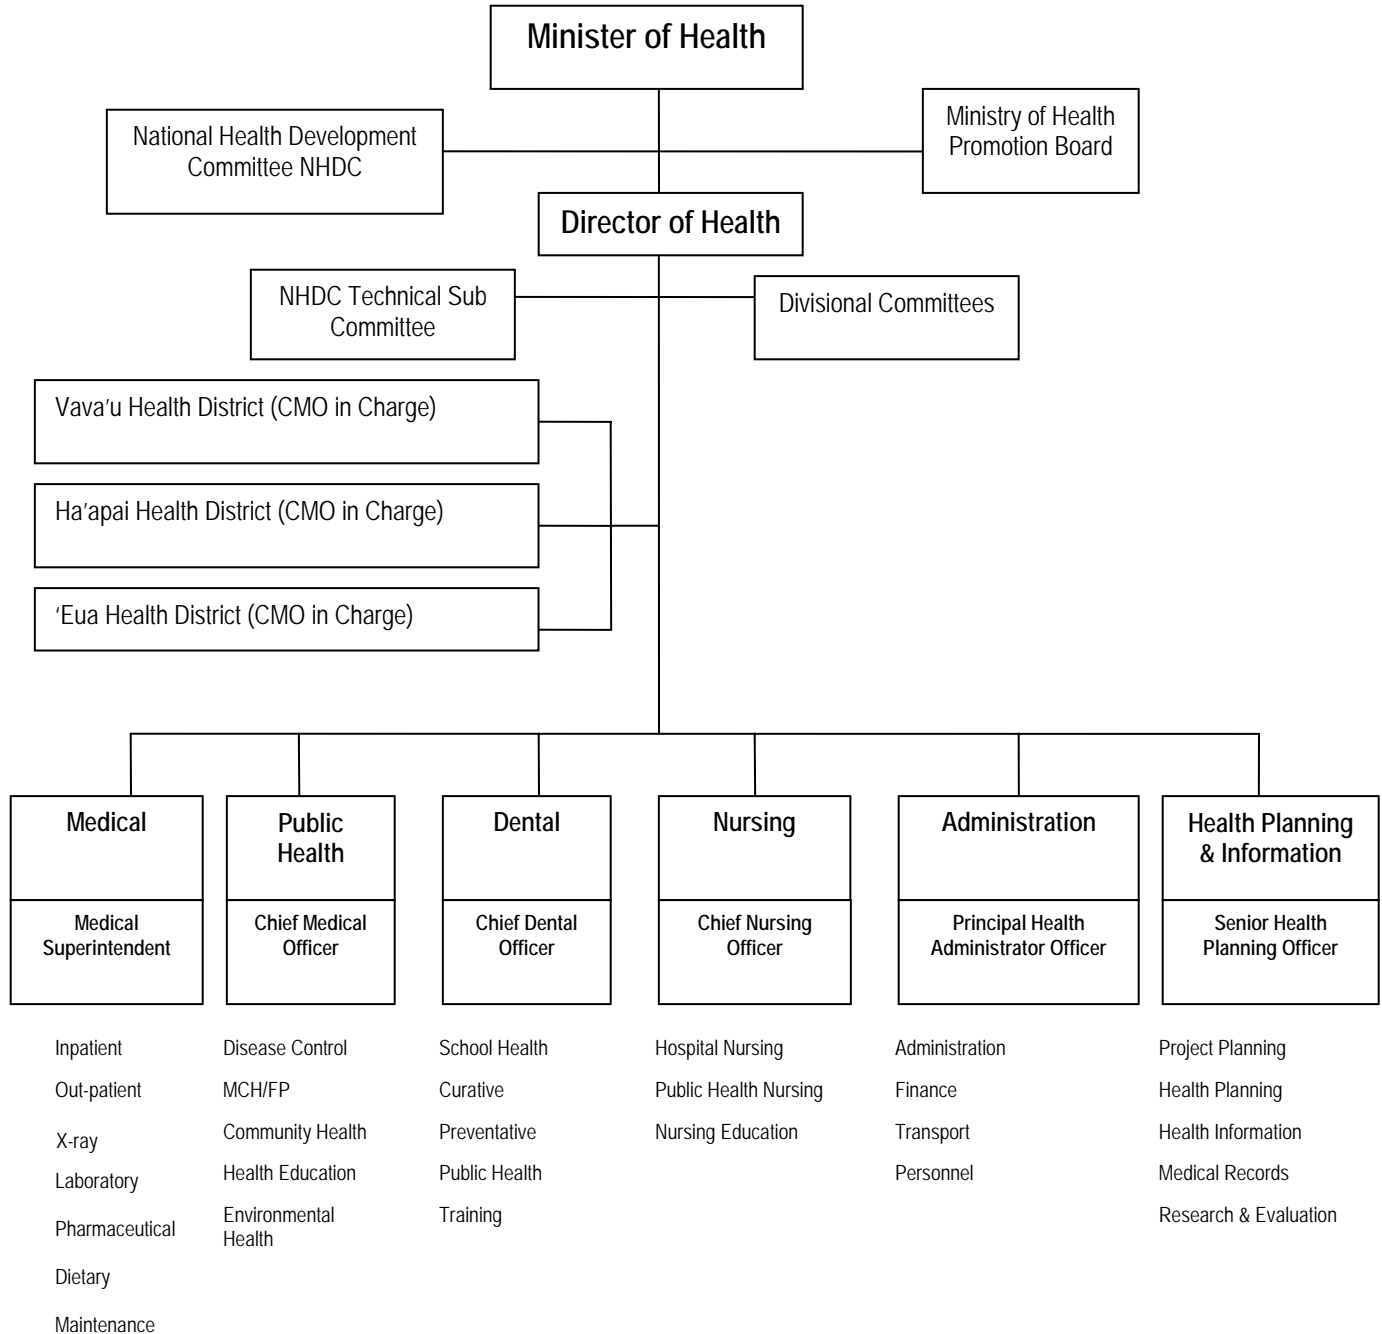 Minister of Health
National Health Development
Committee NHDC
Ministry of Health
Promotion Board
Director of Health
NHDC Technical Sub
Committee
Divisional Committees
Vava’u Health District (CMO in Charge)
Ha’apai Health District (CMO in Charge)
‘Eua Health District (CMO in Charge)
Medical
Medical
Superintendent
Inpatient
Out-patient
X-ray
Laboratory
Pharmaceutical
Dietary
Maintenance
Public
Health
Chief Medical
Officer
Disease Control
MCH/FP
Community Health
Health Education
Environmental
Health
Dental
Chief Dental
Officer
School Health
Curative
Preventative
Public Health
Training
Nursing
Chief Nursing
Officer
Hospital Nursing
Public Health Nursing
Nursing Education
Administration
Principal Health
Administrator Officer
Administration
Finance
Transport
Personnel
Health Planning
& Information
Senior Health
Planning Officer
Project Planning
Health Planning
Health Information
Medical Records
Research & Evaluation